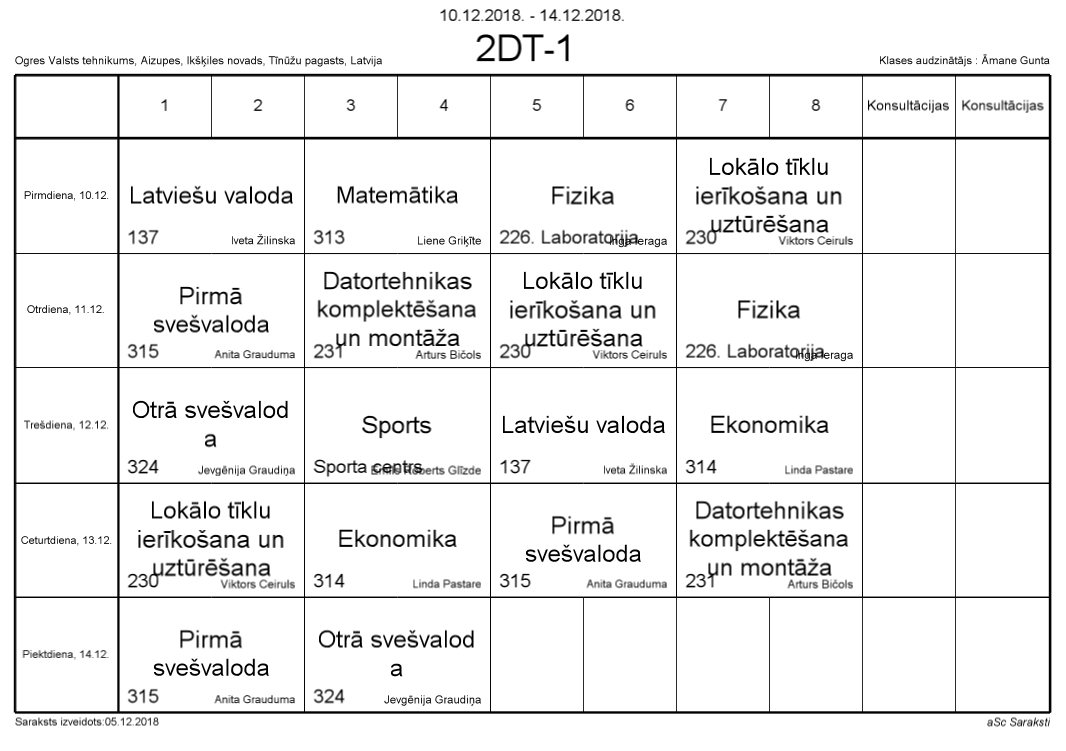 10.12.2018. - 14.12.2018.
2DT-1
Ogres Valsts tehnikums, Aizupes, Ikšķiles novads, Tīnūžu pagasts, Latvija
Klases audzinātājs : Āmane Gunta
1 2 3 4 5 6 7 8 Konsultācijas Konsultācijas
Pirmdiena, 10.12.
Latviešu valoda
137 Iveta Žilinska
Matemātika
313 Liene Griķīte
Fizika
226. Laboratorija Inga Ieraga
Lokālo tīklu
ierīkošana un
uztūrēšana
230 Viktors Ceiruls
Otrdiena, 11.12.
Pirmā
svešvaloda
315 Anita Grauduma
Datortehnikas
komplektēšana
un montāža
231 Arturs Bičols
Lokālo tīklu
ierīkošana un
uztūrēšana
230 Viktors Ceiruls
Fizika
226. Laboratorija Inga Ieraga
Trešdiena, 12.12.
Otrā svešvalod
a
324 Jevgēnija Graudiņa
Sports
Sporta centrs Emīls Roberts Glīzde
Latviešu valoda
137 Iveta Žilinska
Ekonomika
314 Linda Pastare
Ceturtdiena, 13.12.
Lokālo tīklu
ierīkošana un
uztūrēšana
230 Viktors Ceiruls
Ekonomika
314 Linda Pastare
Pirmā
svešvaloda
315 Anita Grauduma
Datortehnikas
komplektēšana
un montāža
231 Arturs Bičols
Piektdiena, 14.12.
Pirmā
svešvaloda
315 Anita Grauduma
Otrā svešvalod
a
324 Jevgēnija Graudiņa
Saraksts izveidots:05.12.2018
aSc Saraksti